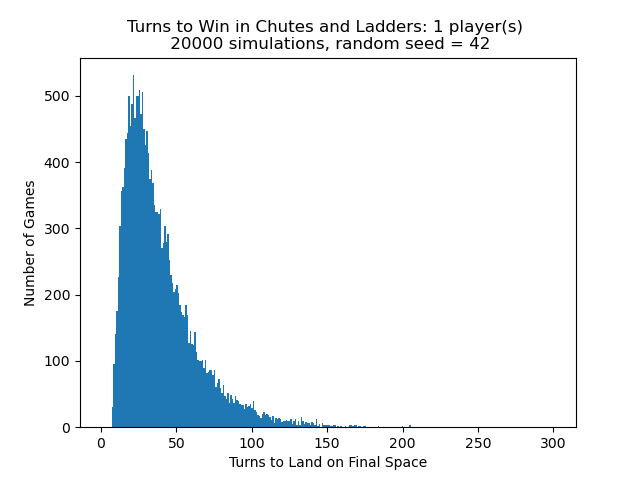 Turns to Win in Chutes and Ladders: 1 player(s)
20000 simulations, random seed = 42
500
400
300
200
100
0
Number of Games
0 50 100 150 200 250 300
Turns to Land on Final Space